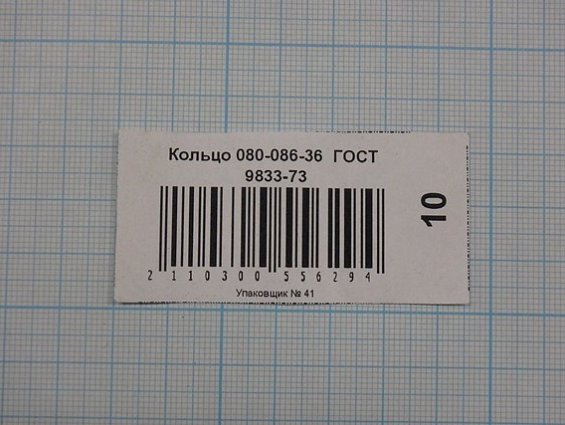 Кольцо 080-086-36 ГОСТ
9833-73
10
2 110300 556294
Упаковщик № 41